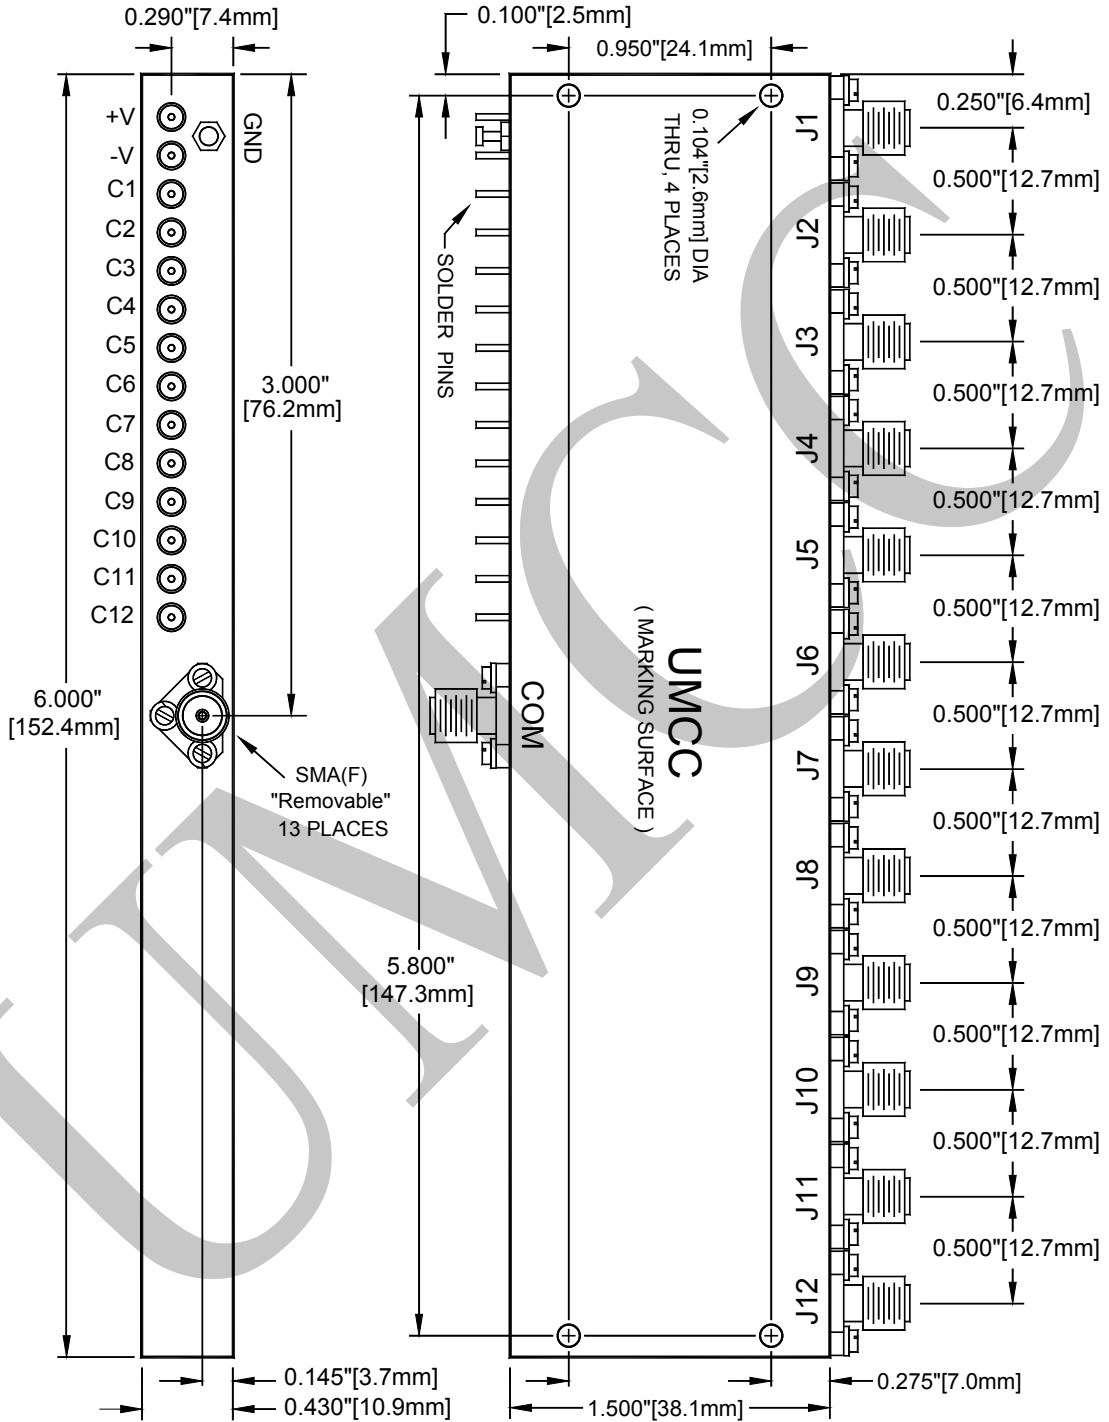 0.290"[7.4mm]
0.100"[2.5mm]
0.950"[24.1mm]
0.250"[6.4mm]
+V
-V
C1
C2
C3
C4
C5
C6
C7
C8
C9
C10
C11
C12
GND
3.000"
[76.2mm]
6.000"
[152.4mm]
SMA(F)
"Removable"
13 PLACES
0.145"[3.7mm]
0.430"[10.9mm]
SOLDER PINS
5.800"
[147.3mm]
0.104"[2.6mm] DIA
THRU, 4 PLACES
COM
UMCC
( MARKING SURFACE )
J1
J2
J3
J4
J5
J6
J7
J8
J9
J10
J11
J12
0.500"[12.7mm]
0.500"[12.7mm]
0.500"[12.7mm]
0.500"[12.7mm]
0.500"[12.7mm]
0.500"[12.7mm]
0.500"[12.7mm]
0.500"[12.7mm]
0.500"[12.7mm]
0.500"[12.7mm]
0.500"[12.7mm]
0.275"[7.0mm]
1.500"[38.1mm]
UMCC